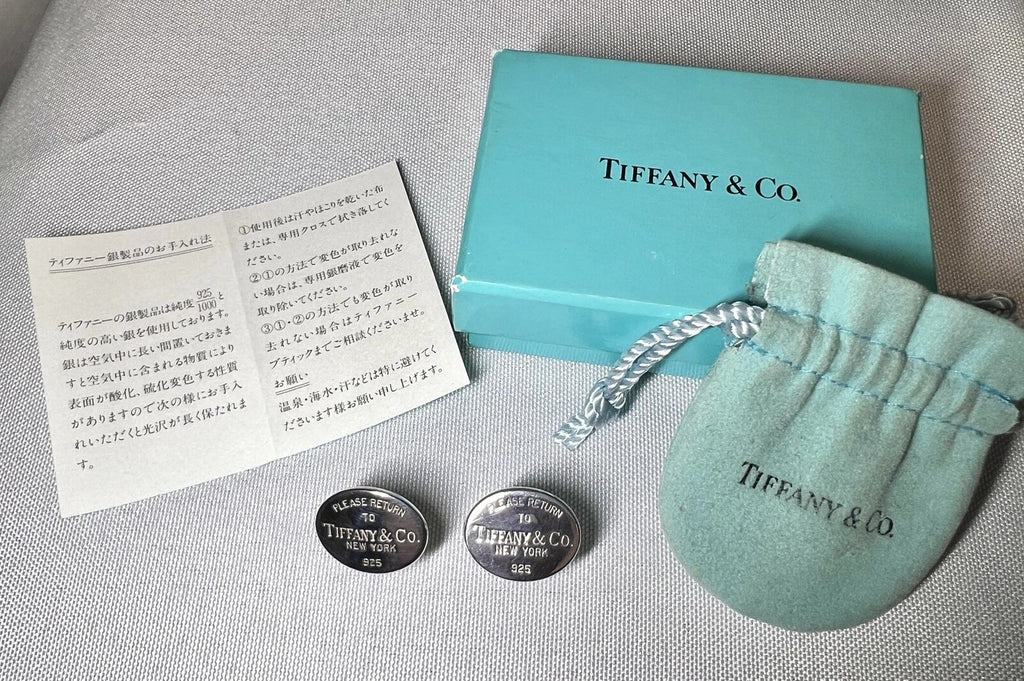 ティファニー銀製品のお手入れ法
ティファニーの銀製品は純度925/1000と
純度の高い銀を使用しております。
銀は空気中に長い間置いておきま
すと空気中に含まれる物質により
表面が酸化、硫化変色する性質
がありますので次の様にお手入
れいただくと光沢が長く保たれま
す。
①使用後は汗やほこりを乾いた布
または、専用クロスで拭き落してく
ださい。
②①の方法で変色が取り去れな
い場合は、専用銀磨液で変色を
取り除いてください。
③①・②の方法でも変色が取り
去れない場合はティファニー
ブティックまでご相談くださいませ。
お願い
温泉・海水・汗などは特に避けてく
ださいます様お願い申し上げます。
TIFFANY & CO.
TIFFANY & CO.
PLEASE RETURN
TO
TIFFANY & CO.
NEW YORK
925
PLEASE RETURN
TO
TIFFANY & CO.
NEW YORK
925